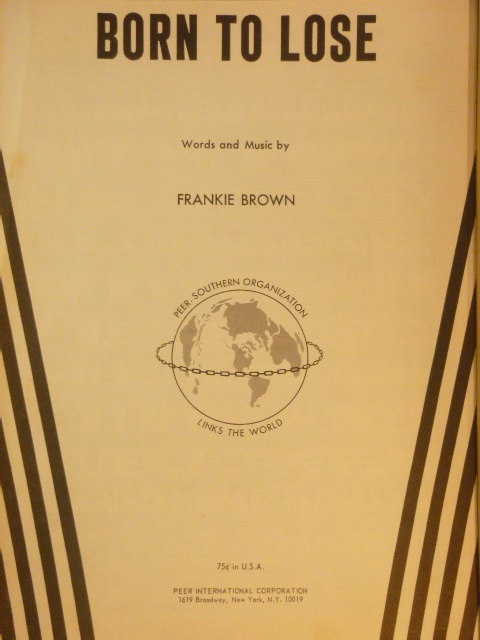 BORN TO LOSE
Words and Music by
FRANKIE BROWN
PEER-SOUTHERN ORGANIZATION
LINKS THE WORLD
75¢ in U.S.A.
PEER INTERNATIONAL CORPORATION
1619 Broadway, New York, N.Y. 10019